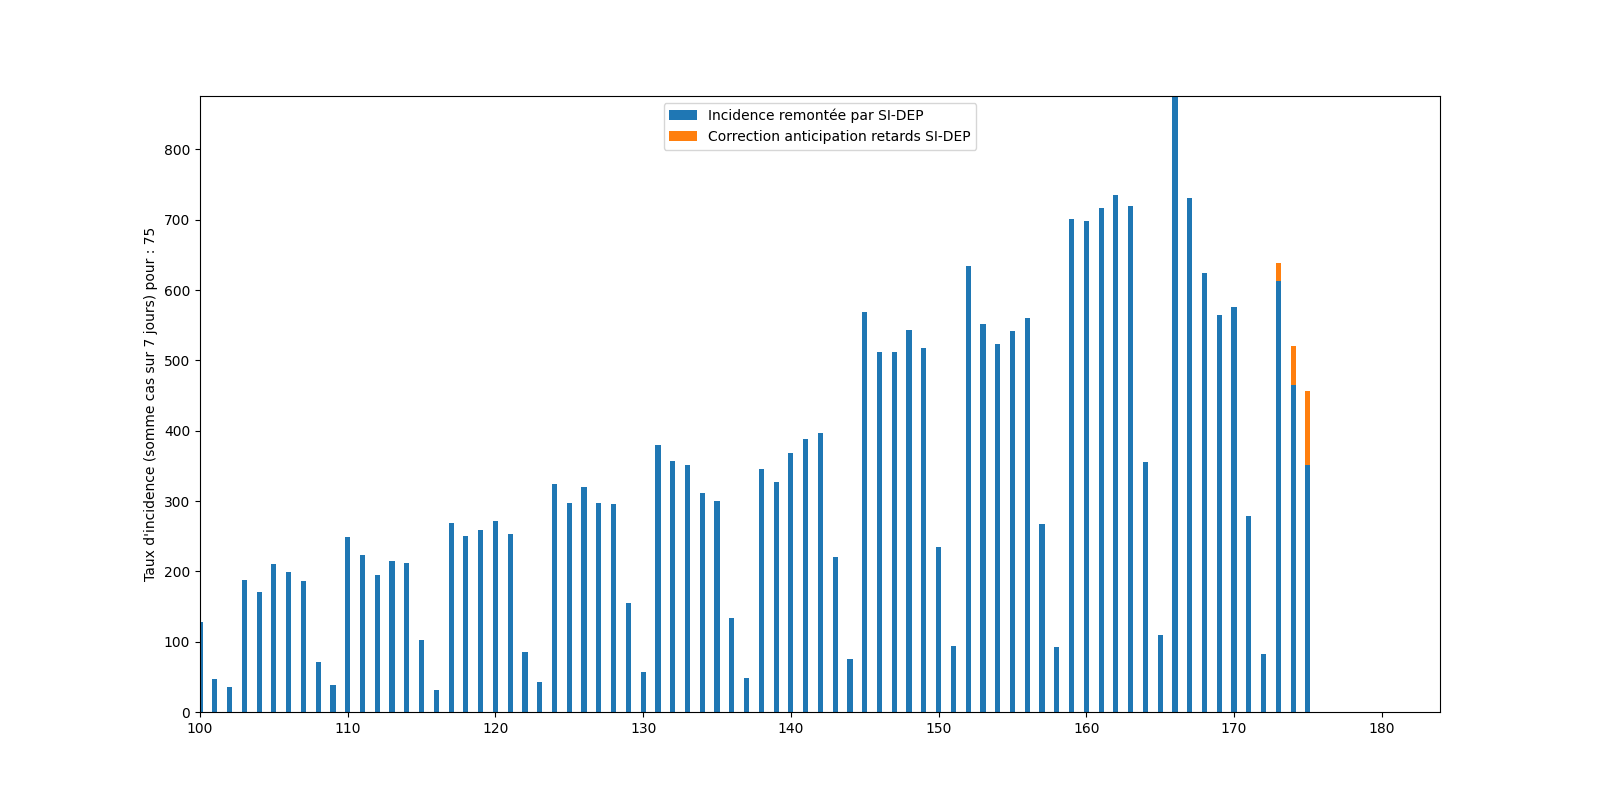 Incidence remontée par SI-DEP
Correction anticipation retards SI-DEP
Taux d'incidence (somme cas sur 7 jours) pour : 75
800
700
600
500
400
300
200
100
0
100 110 120 130 140 150 160 170 180